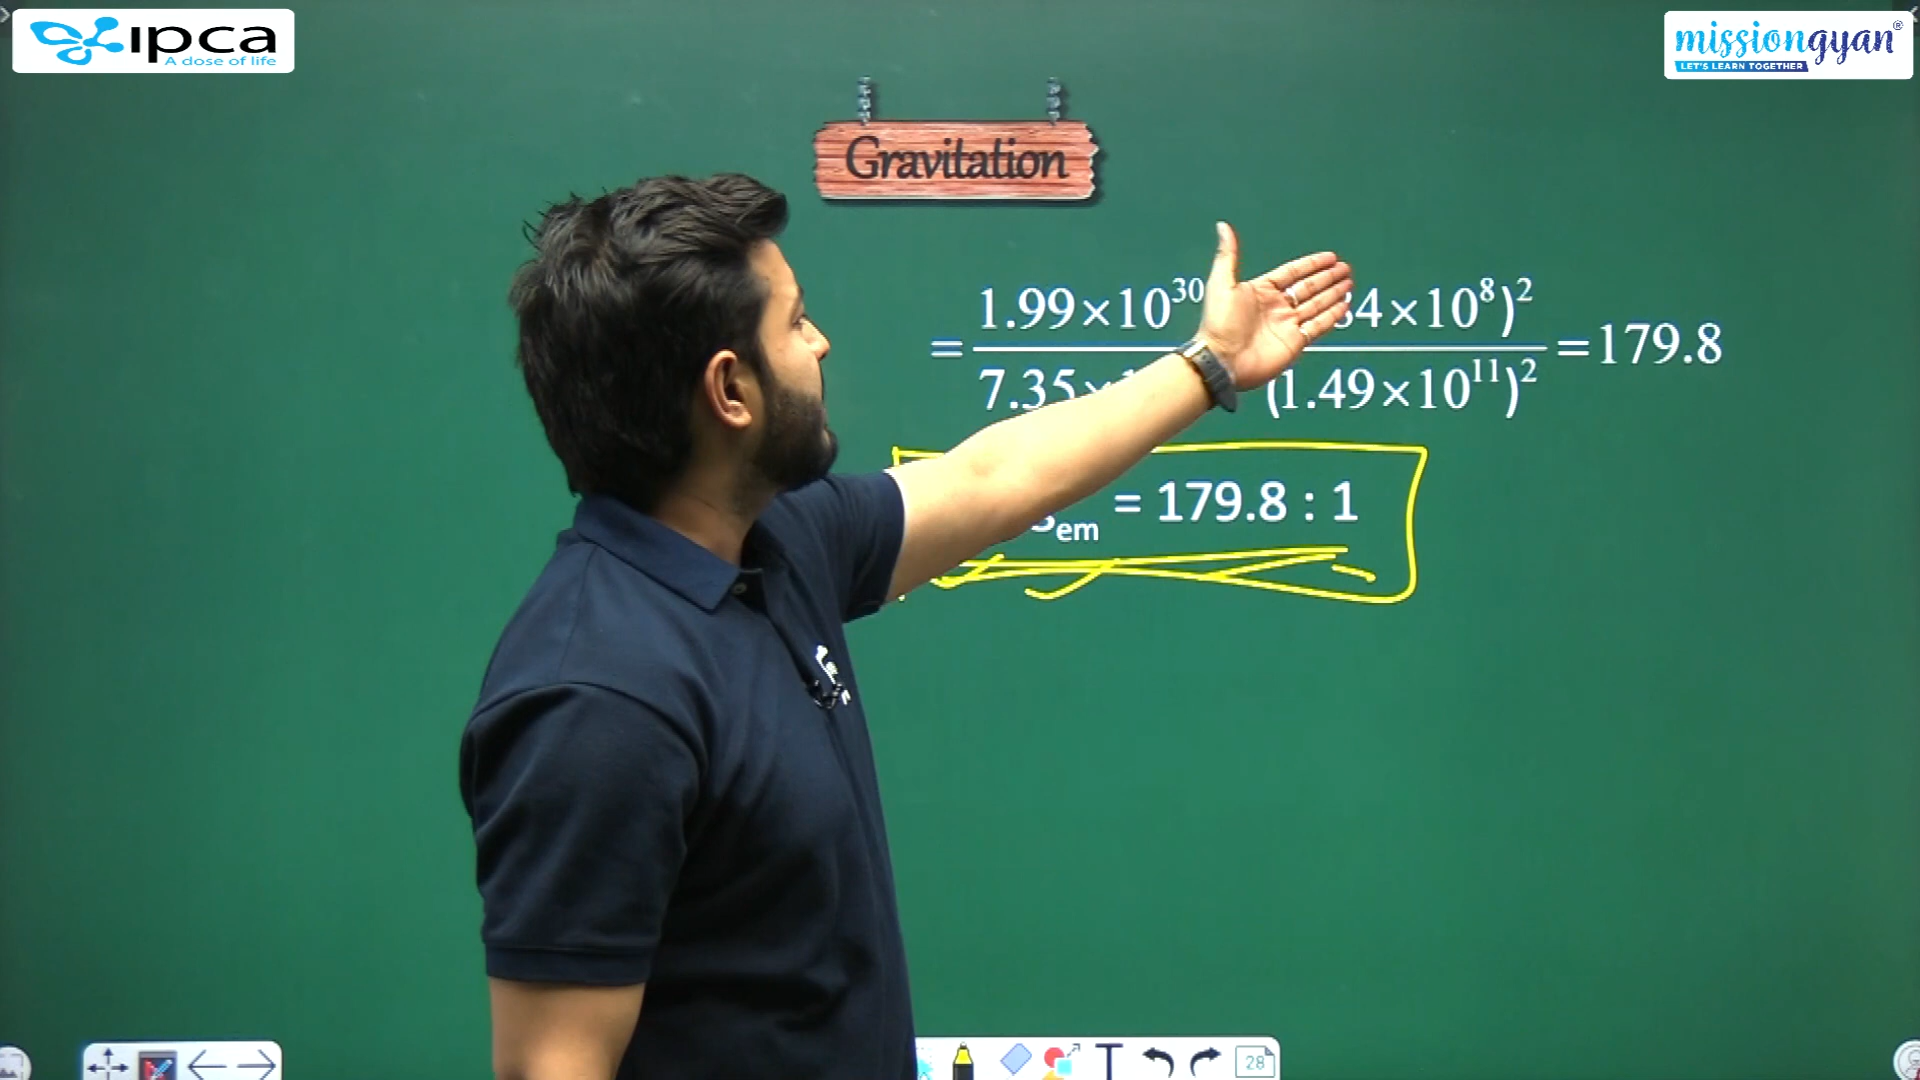 ipca
A dose of life
missiongyan®
LET'S LEARN TOGETHER
Gravitation
= 1.99×10³⁰ 84×10⁸)² / 7.35× (1.49×10¹¹)² =179.8
em = 179.8 : 1
T
28